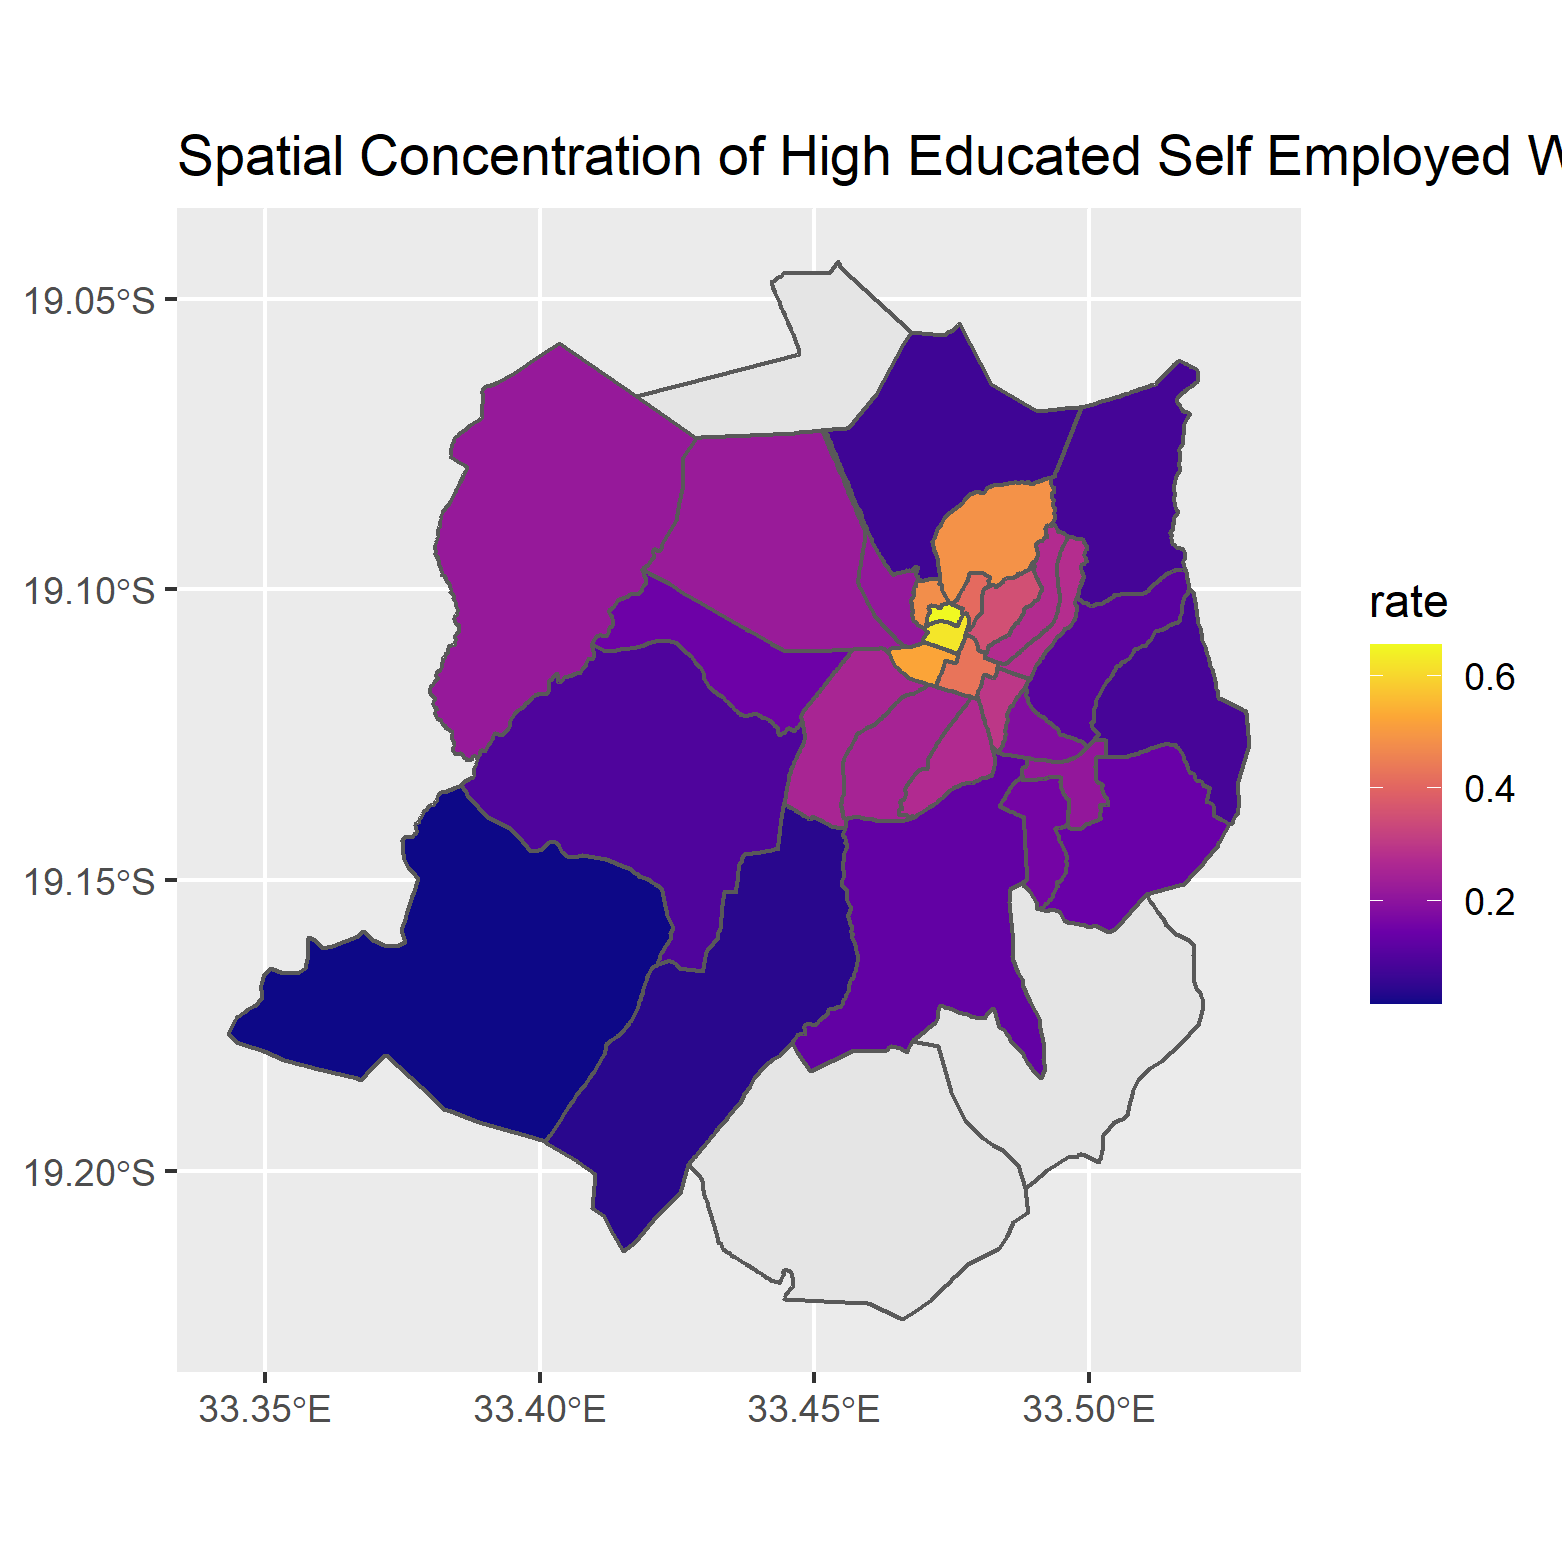 Spatial Concentration of High Educated Self Employed W
19.05°S
19.10°S
19.15°S
19.20°S
33.35°E
33.40°E
33.45°E
33.50°E
rate
0.6
0.4
0.2